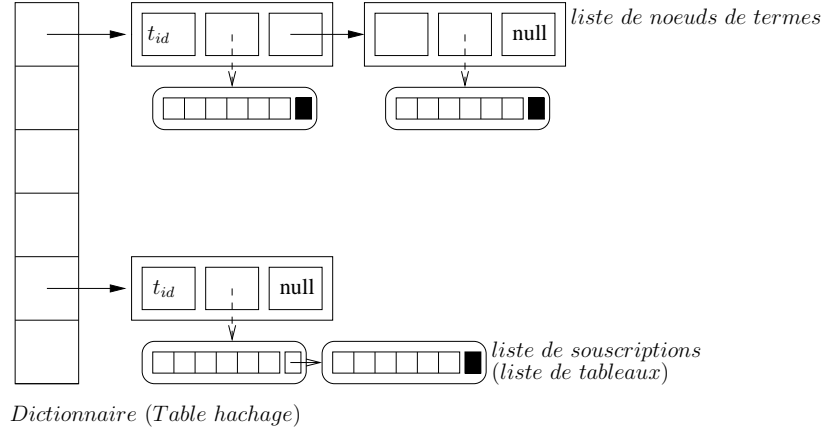 t_id null liste de noeuds de termes
t_id null
liste de souscriptions
(liste de tableaux)
Dictionnaire (Table hachage)